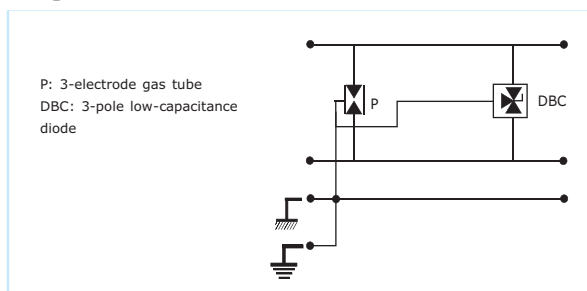 P: 3-electrode gas tube
DBC: 3-pole low-capacitance
diode
P
DBC